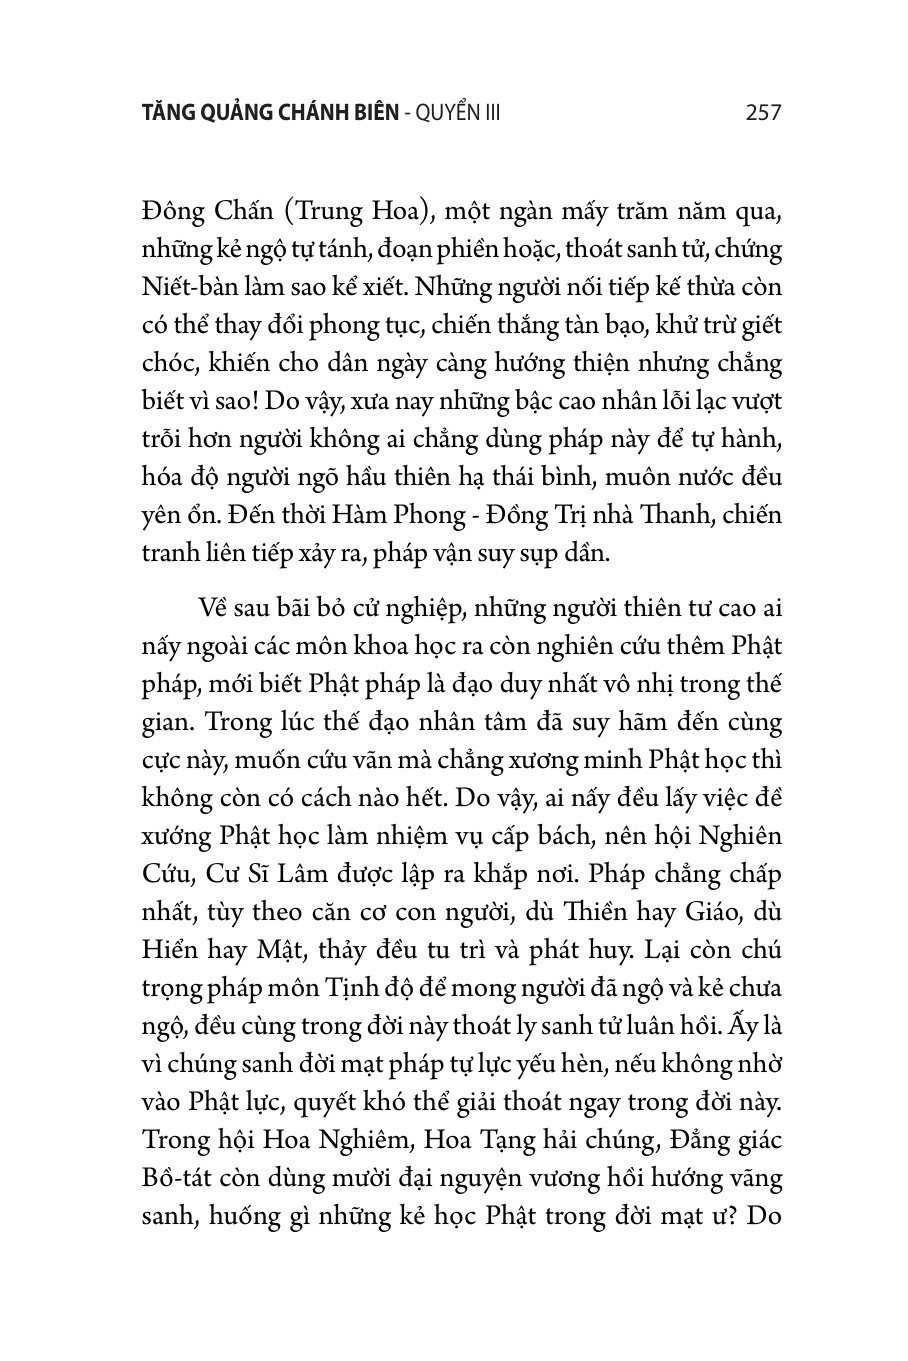 TĂNG QUẢNG CHÁNH BIÊN - QUYỂN III 257
Đông Chấn (Trung Hoa), một ngàn mấy trăm năm qua,
những kẻ ngộ tự tánh, đoạn phiền hoặc, thoát sanh tử, chứng
Niết-bàn làm sao kể xiết. Những người nối tiếp kế thừa còn
có thể thay đổi phong tục, chiến thắng tàn bạo, khử trừ giết
chóc, khiến cho dân ngày càng hướng thiện nhưng chẳng
biết vì sao! Do vậy, xưa nay những bậc cao nhân lỗi lạc vượt
trỗi hơn người không ai chẳng dùng pháp này để tự hành,
hóa độ người ngõ hầu thiên hạ thái bình, muôn nước đều
yên ổn. Đến thời Hàm Phong - Đồng Trị nhà Thanh, chiến
tranh liên tiếp xảy ra, pháp vận suy sụp dần.
Về sau bãi bỏ cử nghiệp, những người thiên tư cao ai
nấy ngoài các môn khoa học ra còn nghiên cứu thêm Phật
pháp, mới biết Phật pháp là đạo duy nhất vô nhị trong thế
gian. Trong lúc thế đạo nhân tâm đã suy hãm đến cùng
cực này, muốn cứu vãn mà chẳng xương minh Phật học thì
không còn có cách nào hết. Do vậy, ai nấy đều lấy việc đề
xướng Phật học làm nhiệm vụ cấp bách, nên hội Nghiên
Cứu, Cư Sĩ Lâm được lập ra khắp nơi. Pháp chẳng chấp
nhất, tùy theo căn cơ con người, dù Thiền hay Giáo, dù
Hiển hay Mật, thảy đều tu trì và phát huy. Lại còn chú
trọng pháp môn Tịnh độ để mong người đã ngộ và kẻ chưa
ngộ, đều cùng trong đời này thoát ly sanh tử luân hồi. Ấy là
vì chúng sanh đời mạt pháp tự lực yếu hèn, nếu không nhờ
vào Phật lực, quyết khó thể giải thoát ngay trong đời này.
Trong hội Hoa Nghiêm, Hoa Tạng hải chúng, Đẳng giác
Bồ-tát còn dùng mười đại nguyện vương hồi hướng vãng
sanh, huống gì những kẻ học Phật trong đời mạt ư? Do